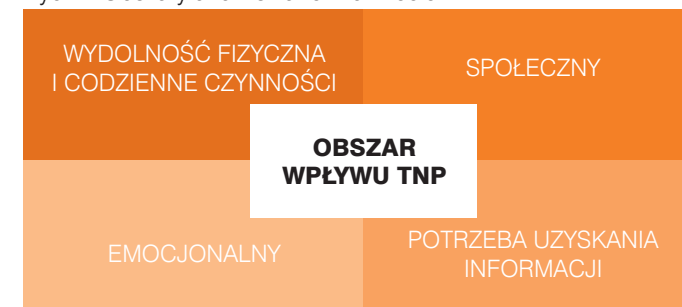 WYDOLNOŚĆ FIZYCZNA
I CODZIENNE CZYNNOŚCI
SPOŁECZNY
OBSZAR
WPŁYWU TNP
EMOCJONALNY
POTRZEBA UZYSKANIA
INFORMACJI